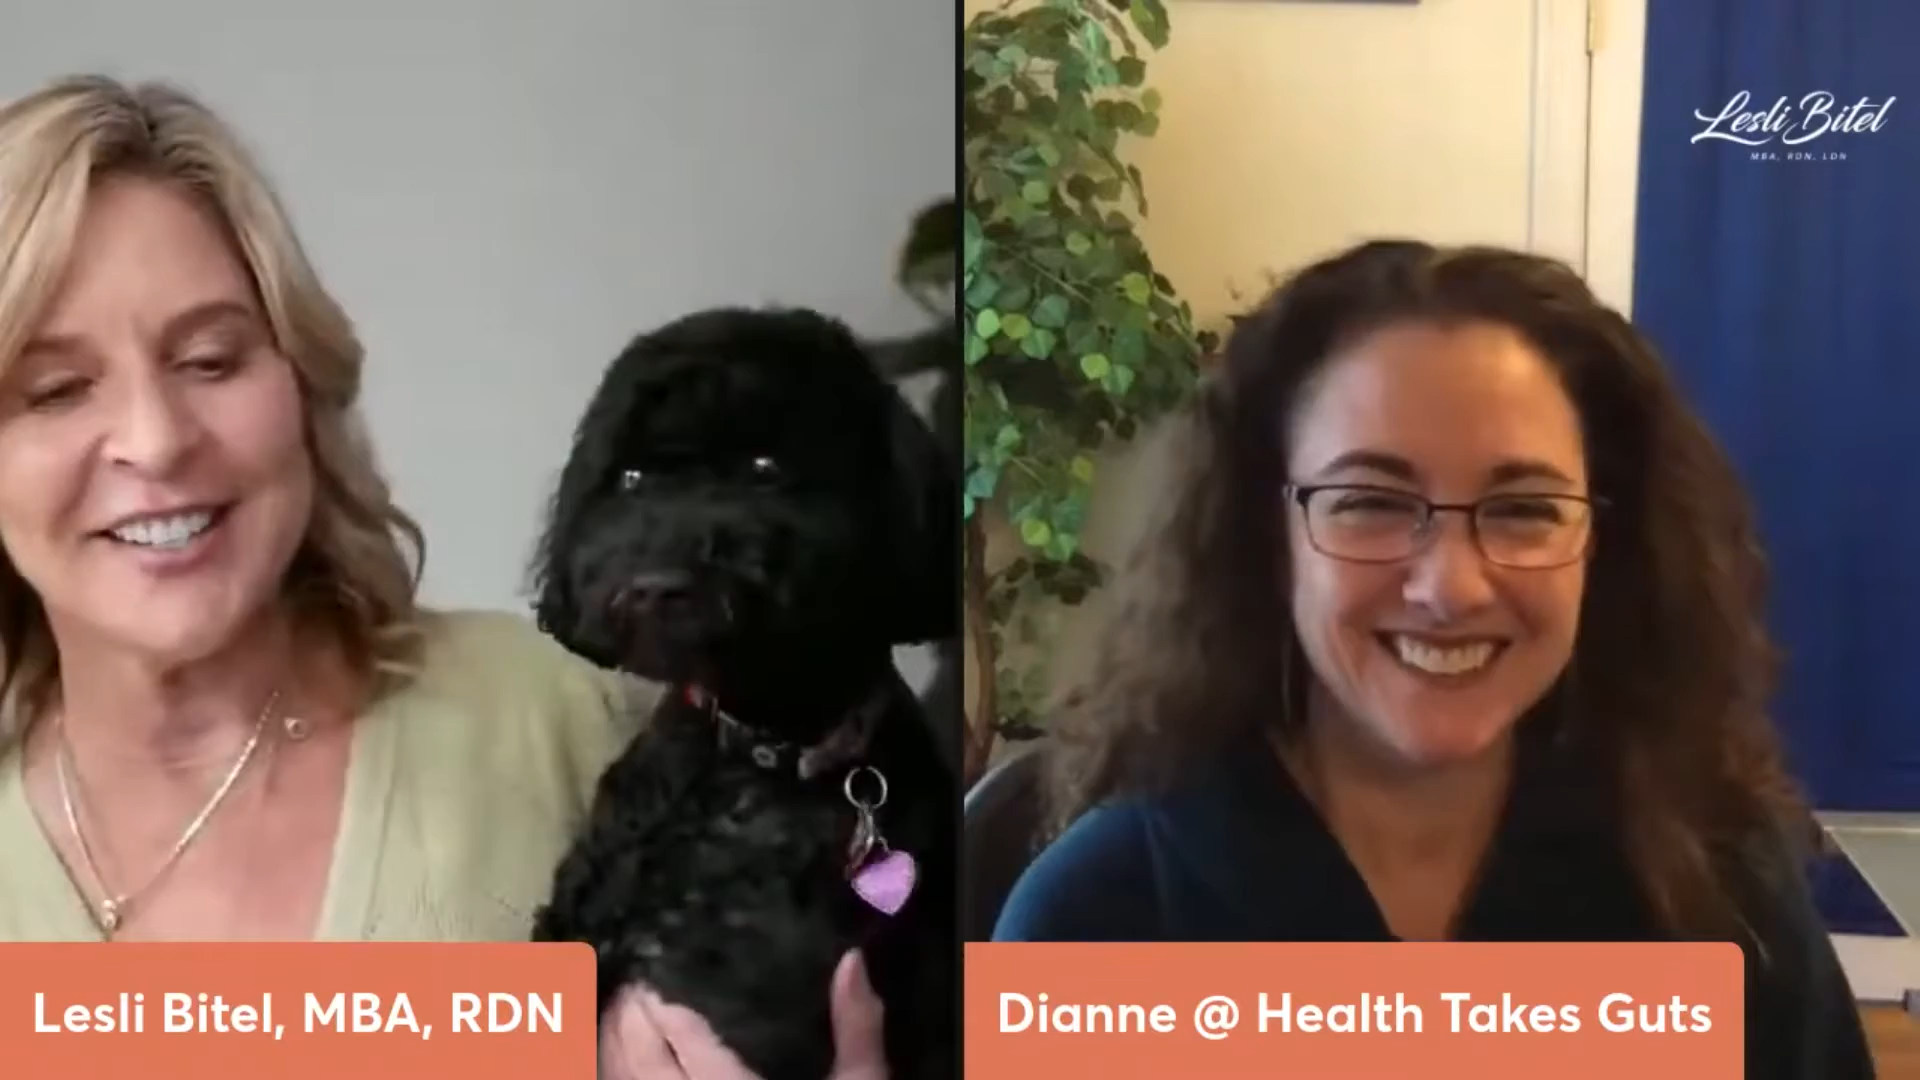 Lesli Bitel
MBA, RDN, LDN
Lesli Bitel, MBA, RDN
Dianne @ Health Takes Guts